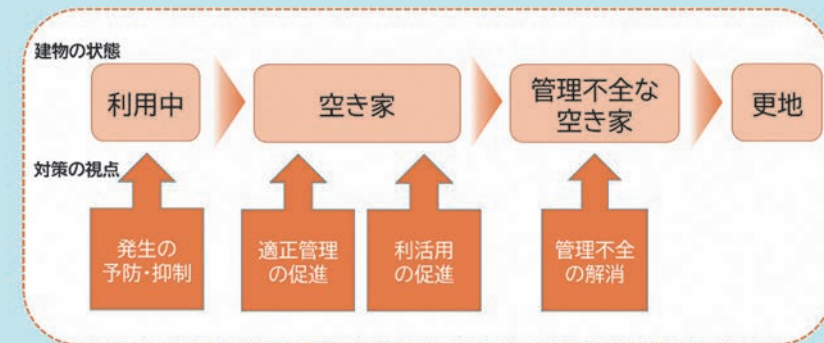 建物の状態
利用中
空き家
管理不全な
空き家
更地
対策の視点
発生の
予防・抑制
適正管理
の促進
利活用
の促進
管理不全
の解消